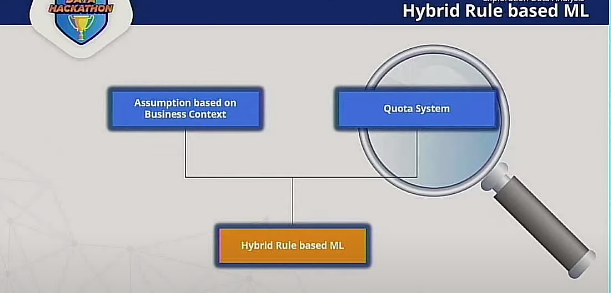 DATA
HACKATHON
Hybrid Rule based ML
Assumption based on
Business Context
Quota System
Hybrid Rule based ML